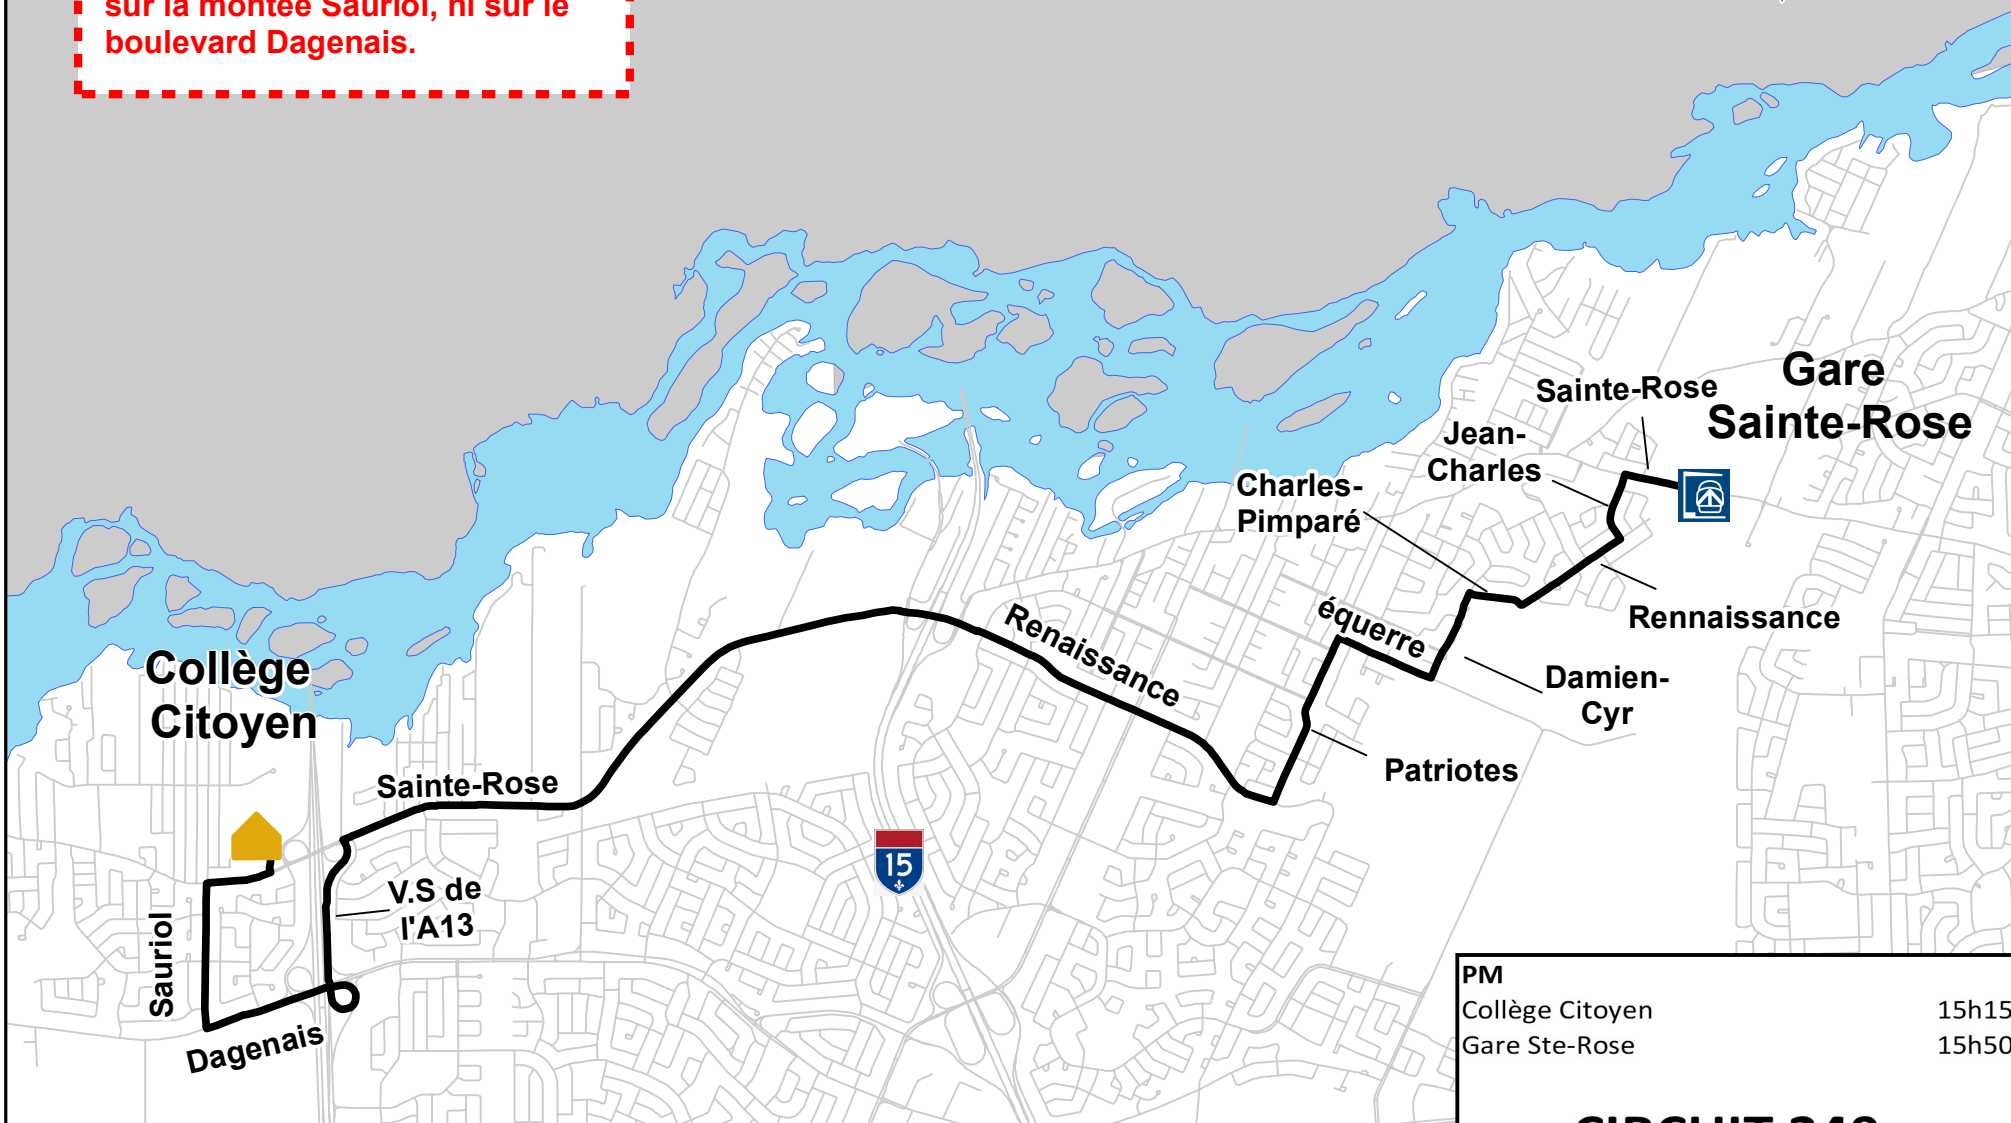 sur la montée Sauriol, ni sur le
boulevard Dagenais.
Gare
Sainte-Rose
Sainte-Rose
Jean-
Charles
Charles-
Pimparé
équerre
Rennaissance
Renaissance
Damien-
Cyr
Patriotes
Collège
Citoyen
Sainte-Rose
15
V.S de
l'A13
Sauriol
Dagenais
PM
Collège Citoyen 15h15
Gare Ste-Rose 15h50